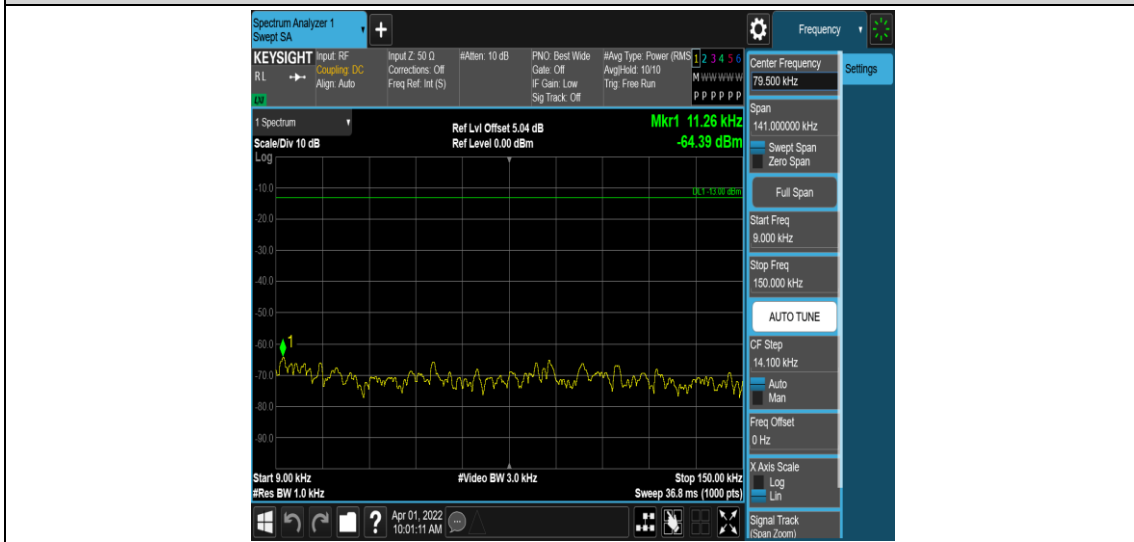 Spectrum Analyzer 1
Swept SA
+
Frequency
KEYSIGHT
RL
Input: RF
Coupling: DC
Align: Auto
Input Z: 50 Ω
Corrections: Off
Freq Ref: Int (S)
#Atten: 10 dB
PNO: Best Wide
Gate: Off
IF Gain: Low
Sig Track: Off
#Avg Type: Power (RMS
Avg|Hold: 10/10
Trig: Free Run
1 2 3 4 5 6
M W W W W W
P P P P P P
1 Spectrum
Scale/Div 10 dB
Log
Ref Lvl Offset 5.04 dB
Ref Level 0.00 dBm
Mkr1 11.26 kHz
-64.39 dBm
DL1 -13.00 dBm
-10.0
-20.0
-30.0
-40.0
-50.0
-60.0
1
-70.0
-80.0
-90.0
Start 9.00 kHz
#Video BW 3.0 kHz
Stop 150.00 kHz
#Res BW 1.0 kHz
Sweep 36.8 ms (1000 pts)
?
Apr 01, 2022
10:01:11 AM
Center Frequency
79.500 kHz
Settings
Span
141.000000 kHz
Swept Span
Zero Span
Full Span
Start Freq
9.000 kHz
Stop Freq
150.000 kHz
AUTO TUNE
CF Step
14.100 kHz
Auto
Man
Freq Offset
0 Hz
X Axis Scale
Log
Lin
Signal Track
(Span Zoom)